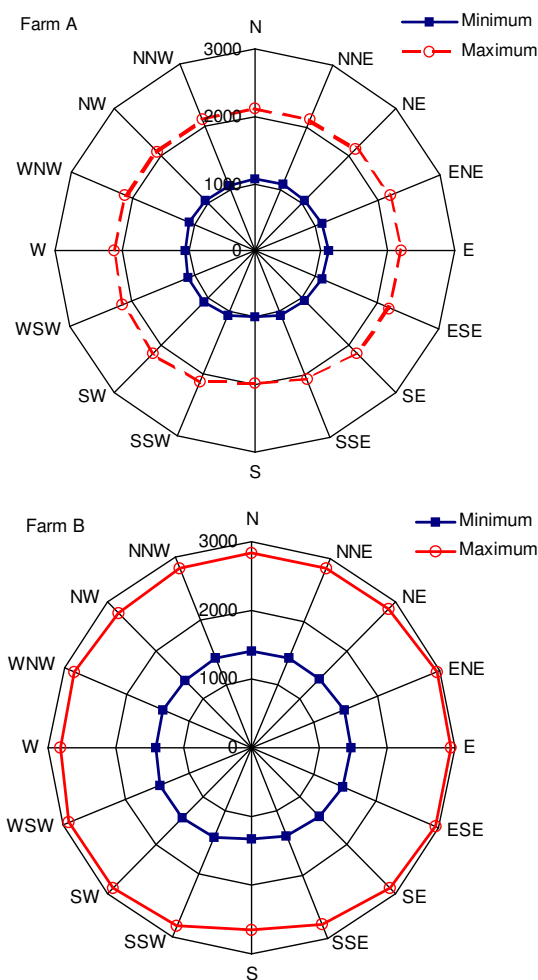 Farm A
N
Minimum
Maximum
3000
NNW
NNE
NW
NE
2000
WNW
ENE
1000
W
0
E
WSW
ESE
SW
SE
SSW
SSE
S
Farm B
N
Minimum
Maximum
3000
NNW
NNE
NW
NE
2000
WNW
ENE
1000
W
0
E
WSW
ESE
SW
SE
SSW
SSE
S